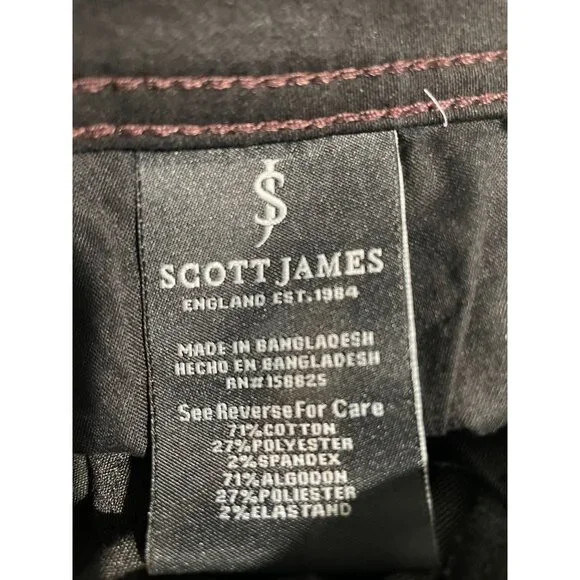 SJ
SCOTT JAMES
ENGLAND EST. 1984
MADE IN BANGLADESH
HECHO EN BANGLADESH
RN# 158825
See Reverse For Care
71% COTTON
27% POLYESTER
2% SPANDEX
71% ALGODON
27% POLIESTER
2% ELASTAND